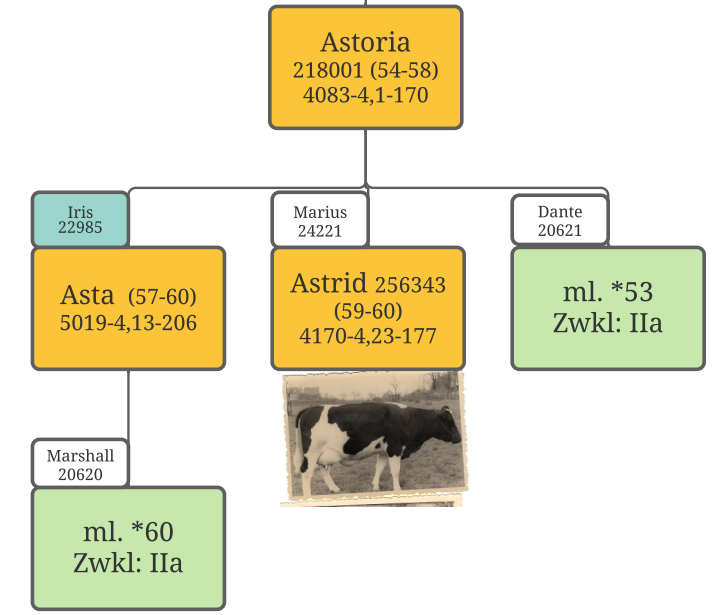 Astoria
218001 (54-58)
4083-4,1-170
Iris
22985
Asta (57-60)
5019-4,13-206
Marius
24221
Astrid 256343
(59-60)
4170-4,23-177
Dante
20621
ml. *53
Zwkl: IIa
Marshall
20620
ml. *60
Zwkl: IIa